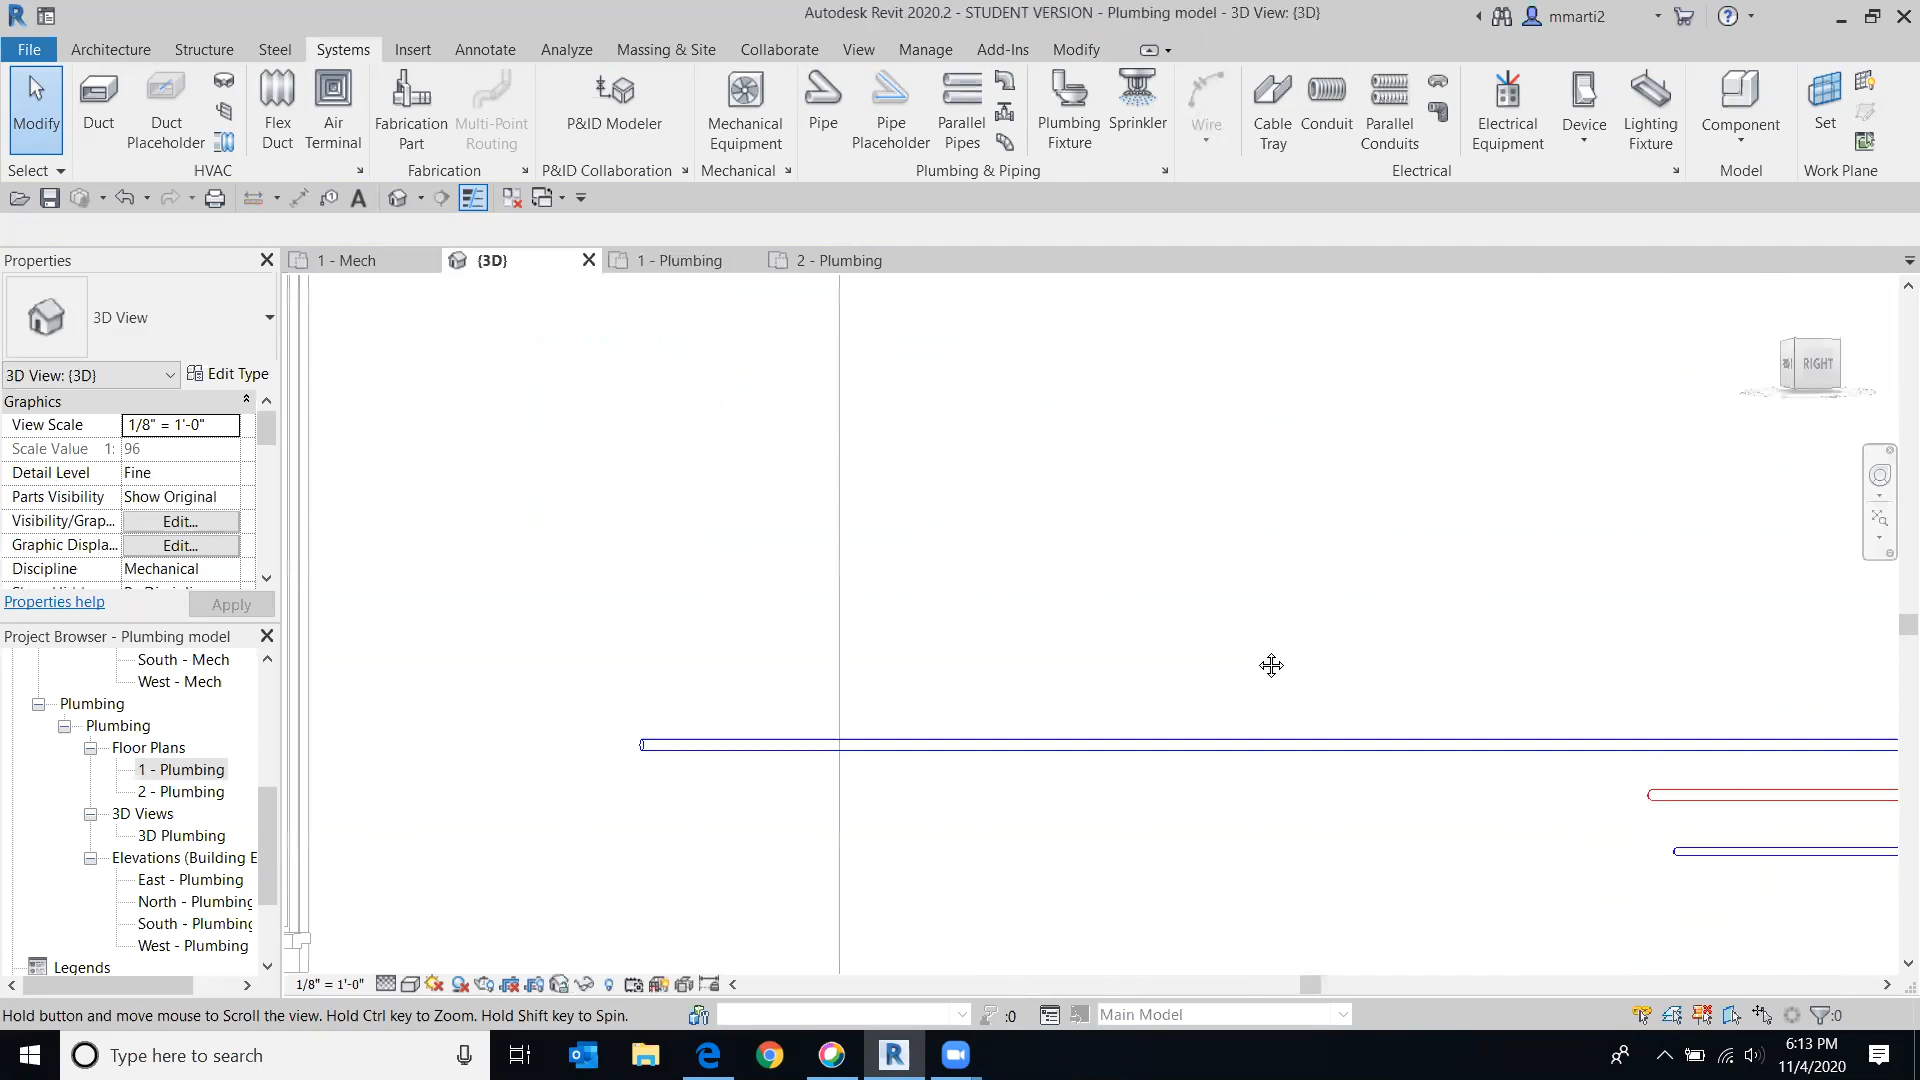 Autodesk Revit 2020.2 - STUDENT VERSION - Plumbing model - 3D View: {3D}
mmarti2
File Architecture Structure Steel Systems Insert Annotate Analyze Massing & Site Collaborate View Manage Add-Ins Modify
Modify
Duct
Duct Placeholder
Flex Duct
Air Terminal
Fabrication Part
Multi-Point Routing
P&ID Modeler
Mechanical Equipment
Pipe
Pipe Placeholder
Parallel Pipes
Plumbing Fixture
Sprinkler
Wire
Cable Tray
Conduit
Parallel Conduits
Electrical Equipment
Device
Lighting Fixture
Component
Set
Select HVAC Fabrication P&ID Collaboration Mechanical Plumbing & Piping Electrical Model Work Plane
Properties
1 - Mech {3D} 1 - Plumbing 2 - Plumbing
3D View
3D View: {3D} Edit Type
Graphics
View Scale 1/8" = 1'-0"
Scale Value 1: 96
Detail Level Fine
Parts Visibility Show Original
Visibility/Grap... Edit...
Graphic Displa... Edit...
Discipline Mechanical
Properties help Apply
RIGHT
Project Browser - Plumbing model
South - Mech
West - Mech
Plumbing
Plumbing
Floor Plans
1 - Plumbing
2 - Plumbing
3D Views
3D Plumbing
Elevations (Building E
East - Plumbing
North - Plumbing
South - Plumbing
West - Plumbing
Legends
1/8" = 1'-0"
Hold button and move mouse to Scroll the view. Hold Ctrl key to Zoom. Hold Shift key to Spin.
:0
Main Model
:0
Type here to search
6:13 PM
11/4/2020